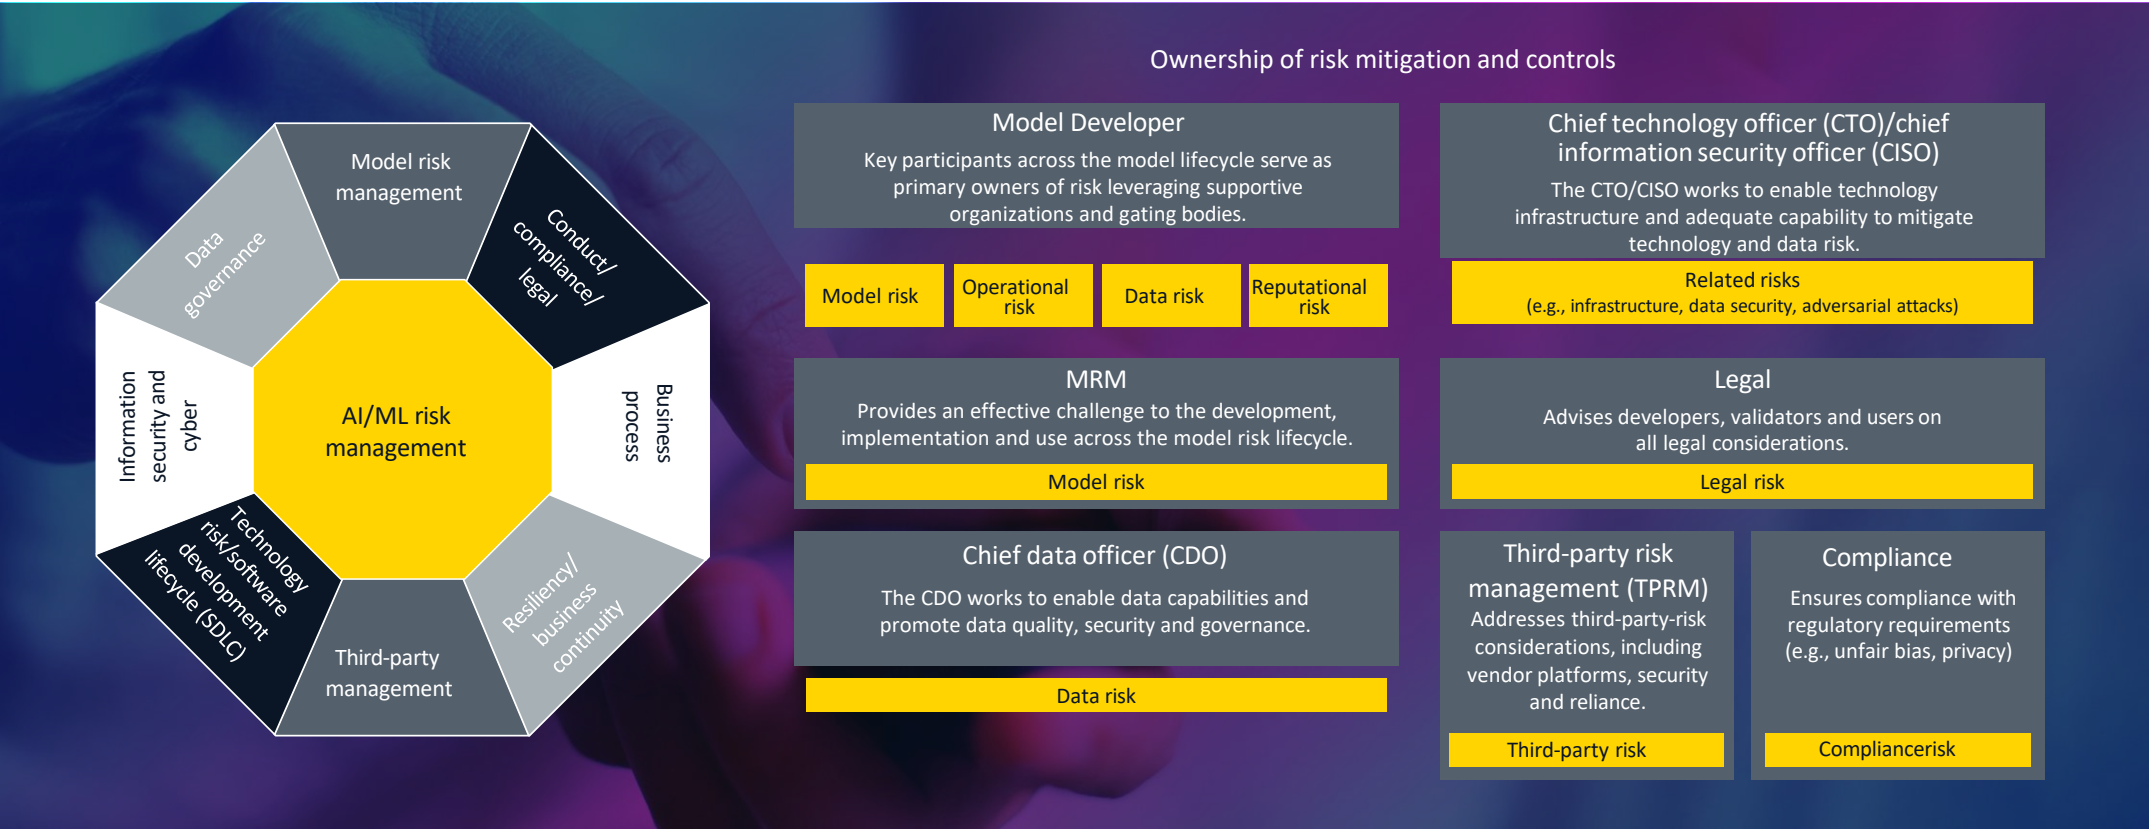 Ownership of risk mitigation and controls
Model risk
management
Conduct/
compliance/
legal
Business
process
Resiliency/
business
continuity
Third-party
management
Technology
risk/software
development
lifecycle (SDLC)
Information
security and
cyber
Data
governance
AI/ML risk
management
Model Developer
Key participants across the model lifecycle serve as
primary owners of risk leveraging supportive
organizations and gating bodies.
Model risk
Operational
risk
Data risk
Reputational
risk
Chief technology officer (CTO)/chief
information security officer (CISO)
The CTO/CISO works to enable technology
infrastructure and adequate capability to mitigate
technology and data risk.
Related risks
(e.g., infrastructure, data security, adversarial attacks)
MRM
Provides an effective challenge to the development,
implementation and use across the model risk lifecycle.
Model risk
Legal
Advises developers, validators and users on
all legal considerations.
Legal risk
Chief data officer (CDO)
The CDO works to enable data capabilities and
promote data quality, security and governance.
Data risk
Third-party risk
management (TPRM)
Addresses third-party-risk
considerations, including
vendor platforms, security
and reliance.
Third-party risk
Compliance
Ensures compliance with
regulatory requirements
(e.g., unfair bias, privacy)
Compliancerisk